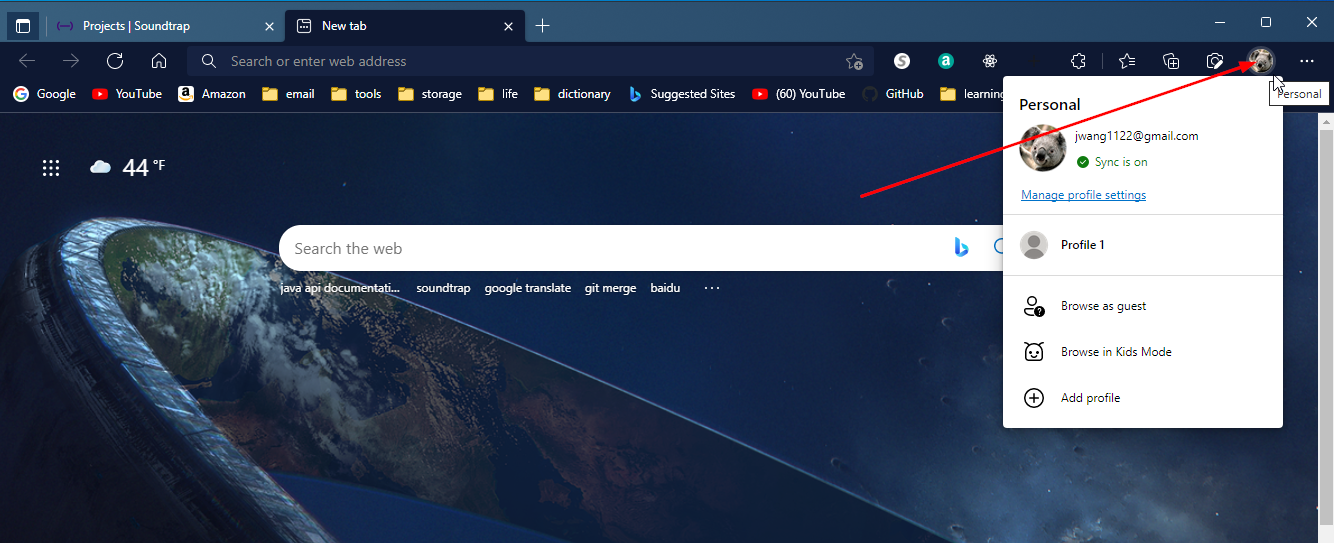 Projects | Soundtrap
New tab
Search or enter web address
Google
YouTube
Amazon
email
tools
storage
life
dictionary
Suggested Sites
(60) YouTube
GitHub
learning
Personal
Personal
jwang1122@gmail.com
Sync is on
Manage profile settings
Profile 1
Browse as guest
Browse in Kids Mode
Add profile
44 °F
Search the web
java api documentati...
soundtrap
google translate
git merge
baidu